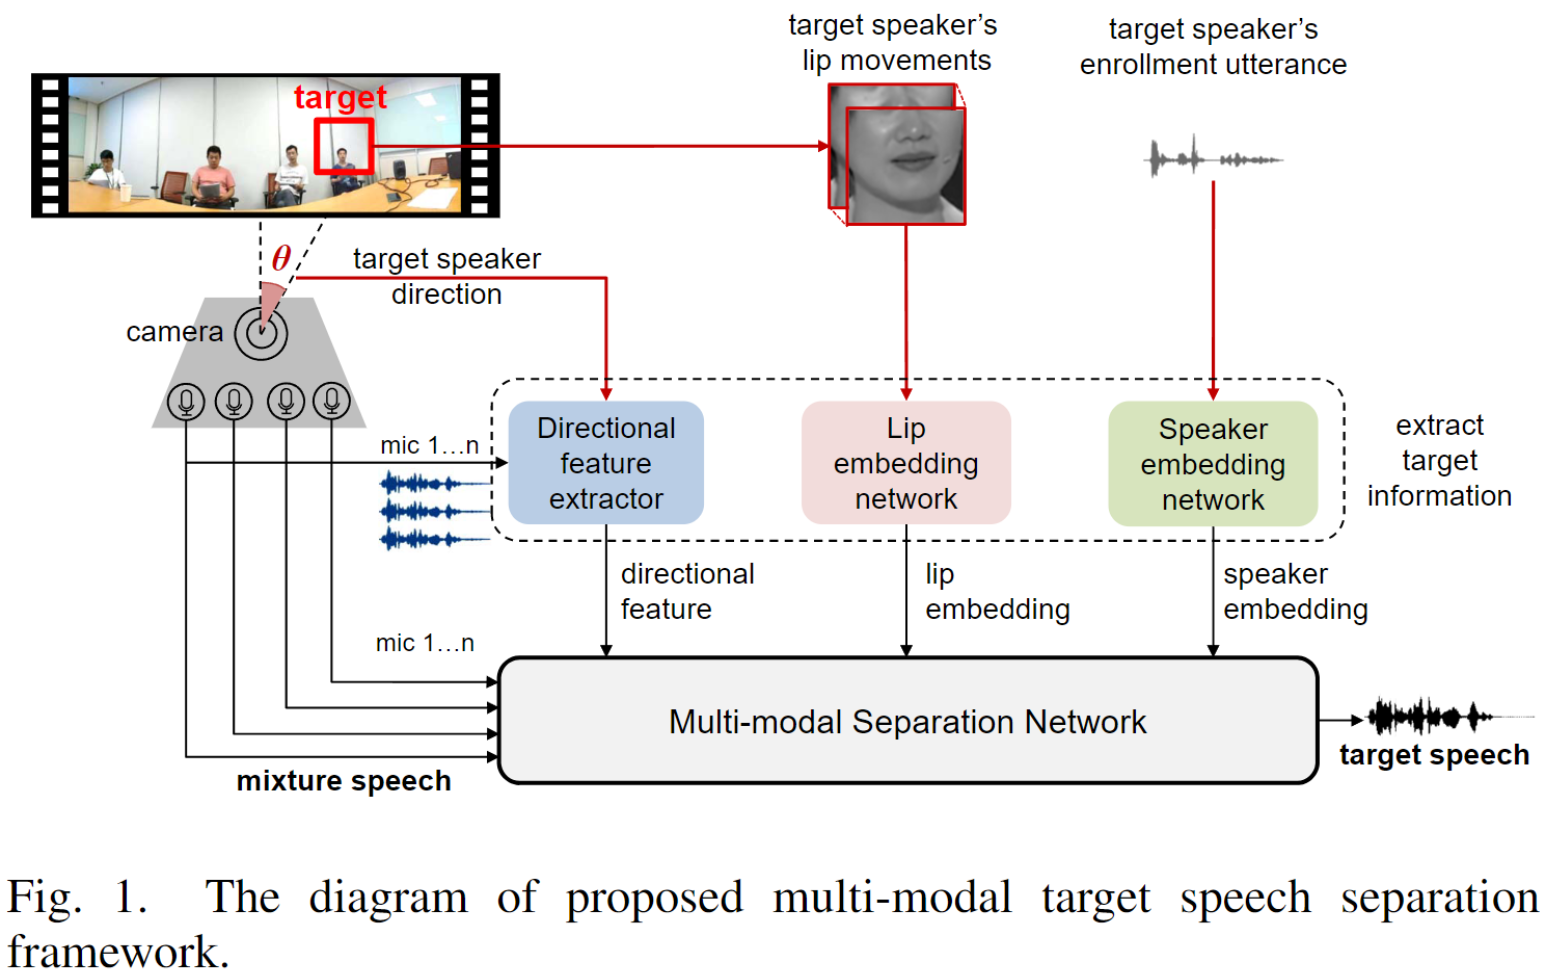 target speaker's
lip movements
target speaker's
enrollment utterance
target
θ
target speaker
direction
camera
mic 1...n
Directional
feature
extractor
Lip
embedding
network
Speaker
embedding
network
extract
target
information
directional
feature
lip
embedding
speaker
embedding
mic 1...n
Multi-modal Separation Network
mixture speech
target speech
Fig. 1. The diagram of proposed multi-modal target speech separation
framework.